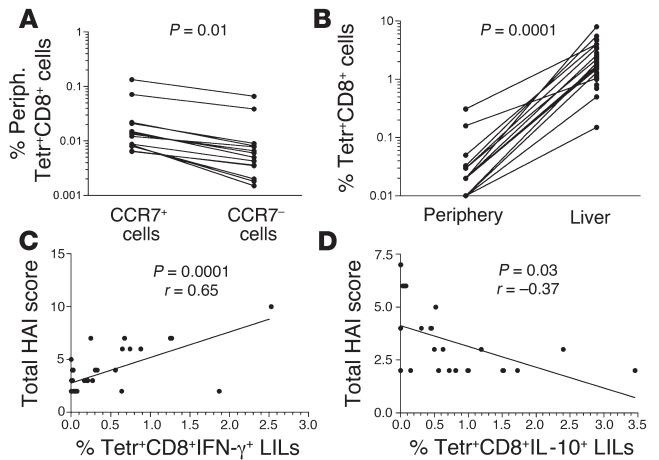 A
P = 0.01
% Periph.
Tetr⁺CD8⁺ cells
1
0.1
0.01
0.001
CCR7⁺
cells
CCR7⁻
cells
B
P = 0.0001
% Tetr⁺CD8⁺ cells
10
1
0.1
0.01
Periphery
Liver
C
P = 0.0001
r = 0.65
Total HAI score
15
10
5
0
0.0 0.5 1.0 1.5 2.0 2.5 3.0
% Tetr⁺CD8⁺IFN-γ⁺ LILs
D
P = 0.03
r = –0.37
Total HAI score
7.5
5.0
2.5
0.0
0.0 0.5 1.0 1.5 2.0 2.5 3.0 3.5
% Tetr⁺CD8⁺IL-10⁺ LILs